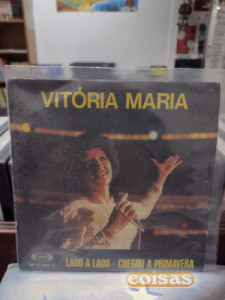 VITÓRIA MARIA
LADO A LADO - CHEGOU A PRIMAVERA
coisas